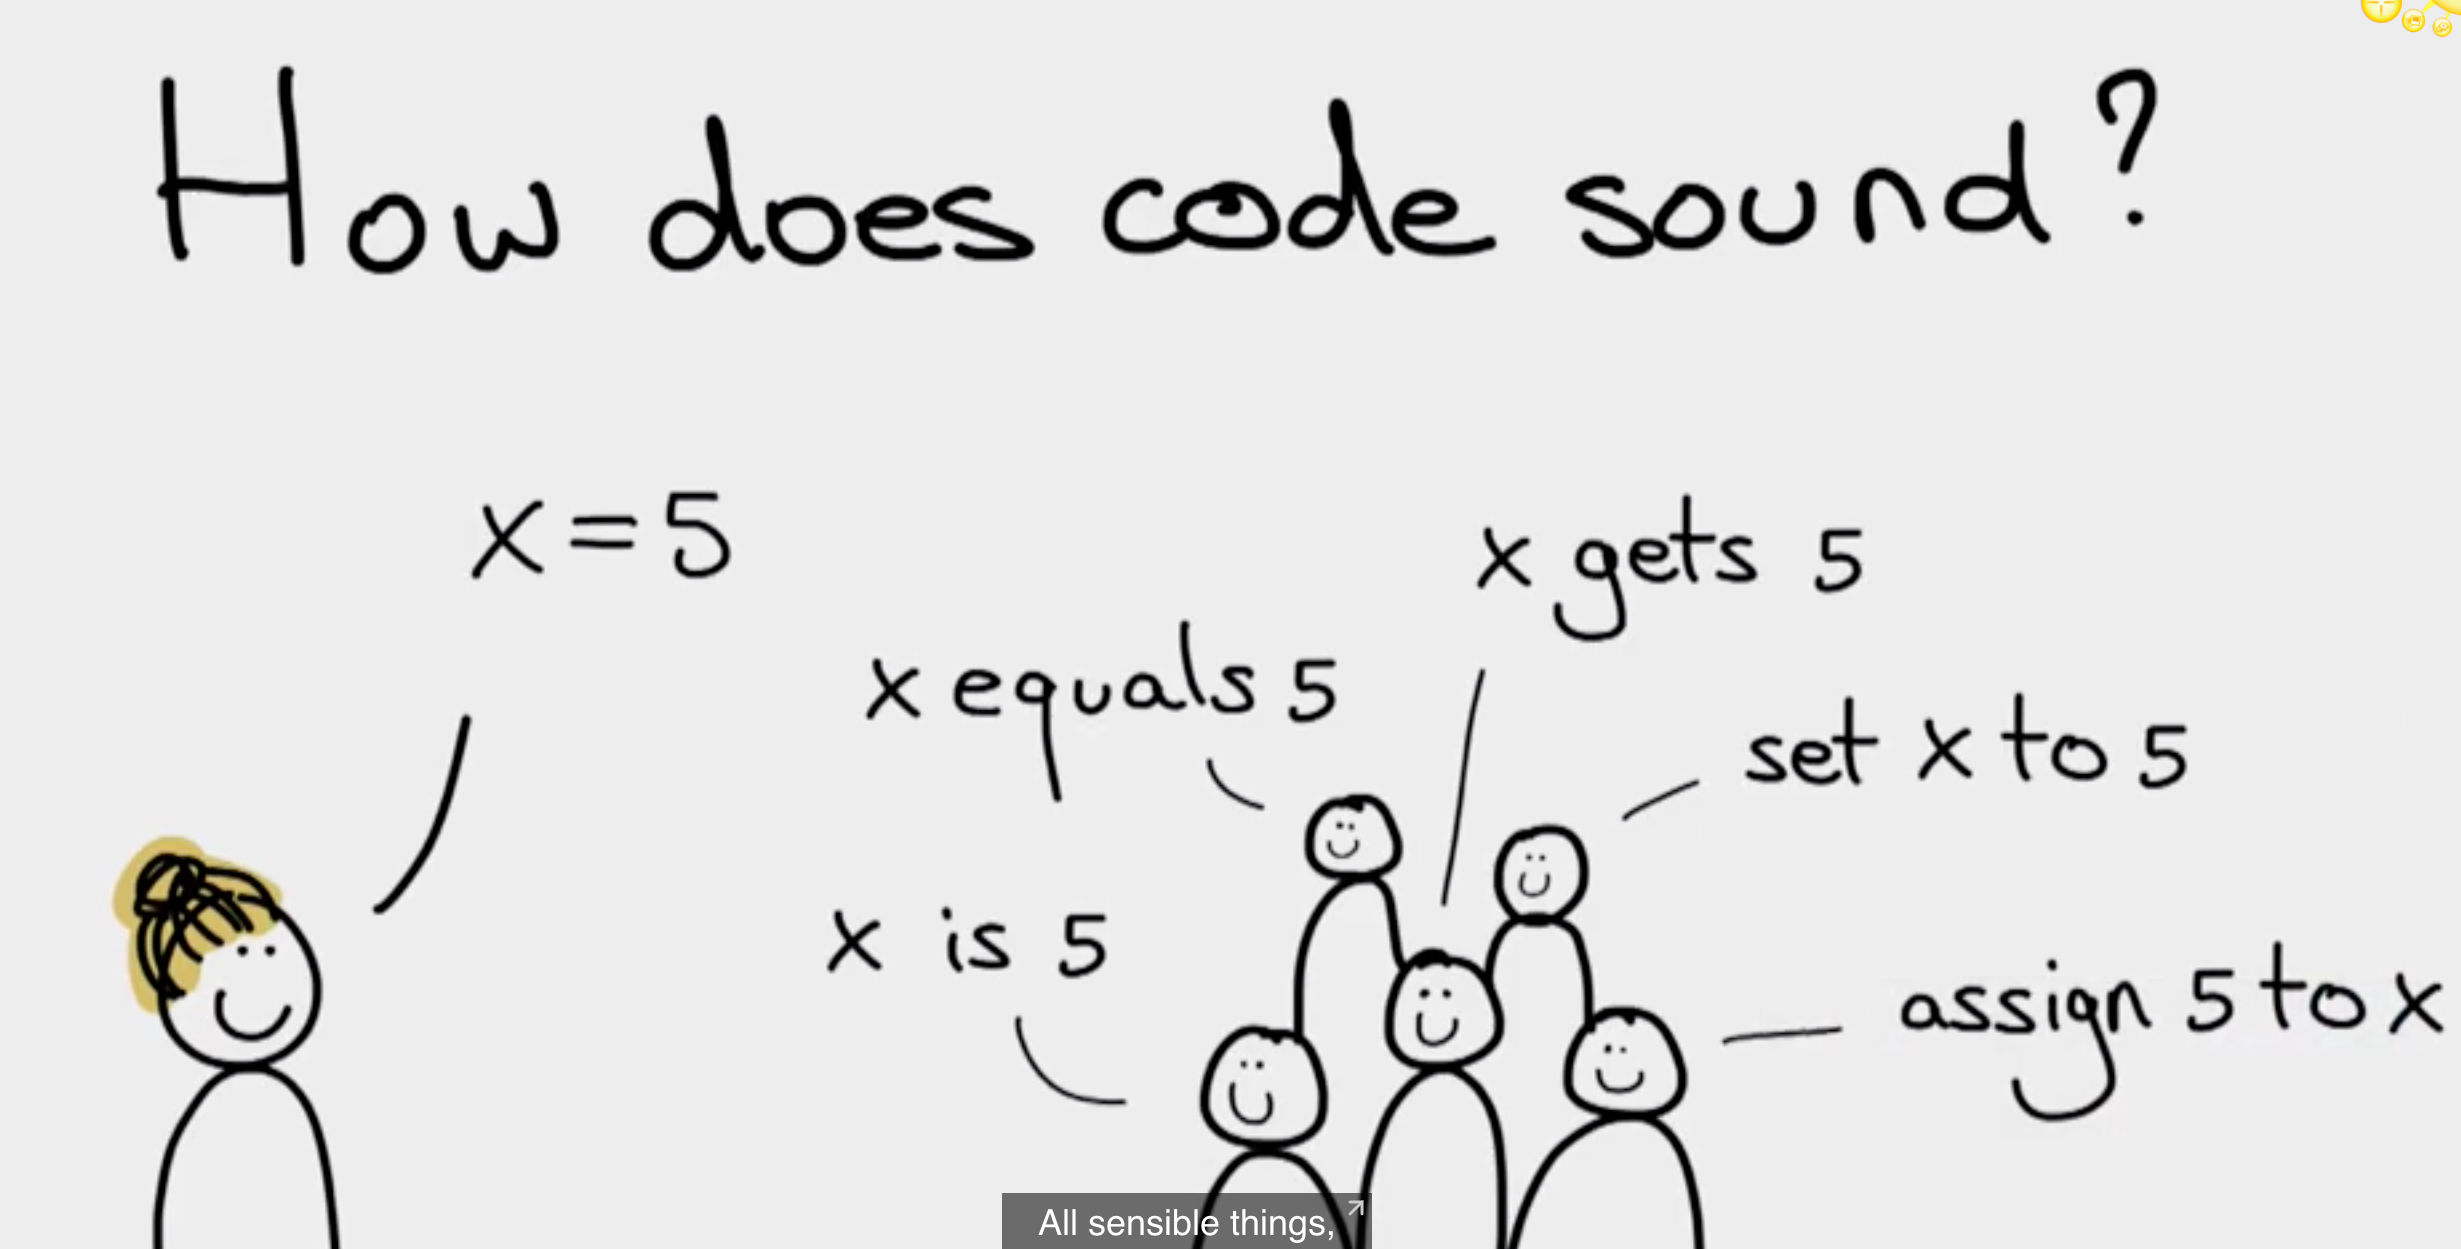 How does code sound?
x=5
x gets 5
x equals 5
set x to 5
x is 5
assign 5 to x
All sensible things,